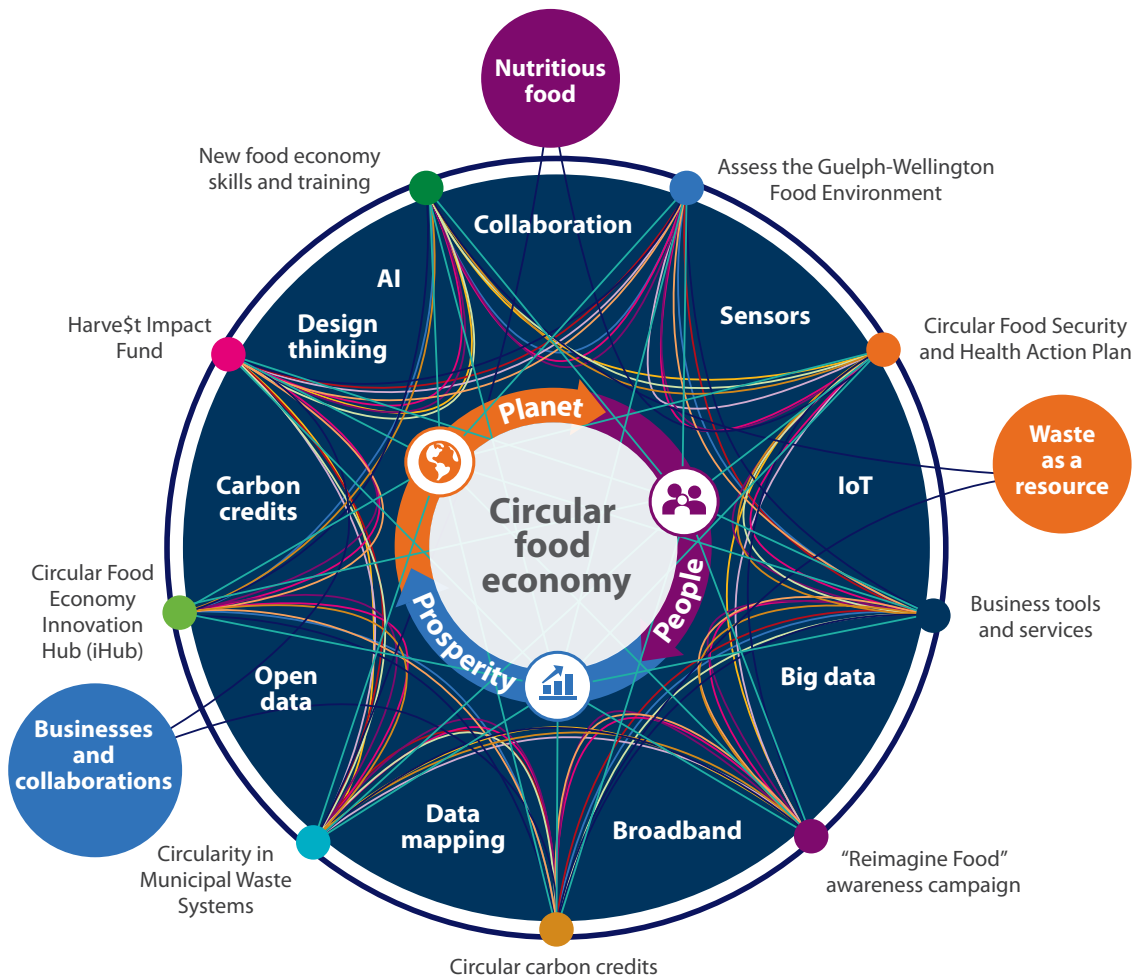 Nutritious
food
New food economy
skills and training
Assess the Guelph-Wellington
Food Environment
Collaboration
AI
Sensors
Design
thinking
Harve$t Impact
Fund
Circular Food Security
and Health Action Plan
Planet
Waste
as a
resource
Carbon
credits
IoT
Circular
food
economy
People
Prosperity
Circular Food
Economy
Innovation
Hub (iHub)
Business tools
and services
Open
data
Big data
Businesses
and
collaborations
Data
mapping
Broadband
Circularity in
Municipal Waste
Systems
“Reimagine Food”
awareness campaign
Circular carbon credits